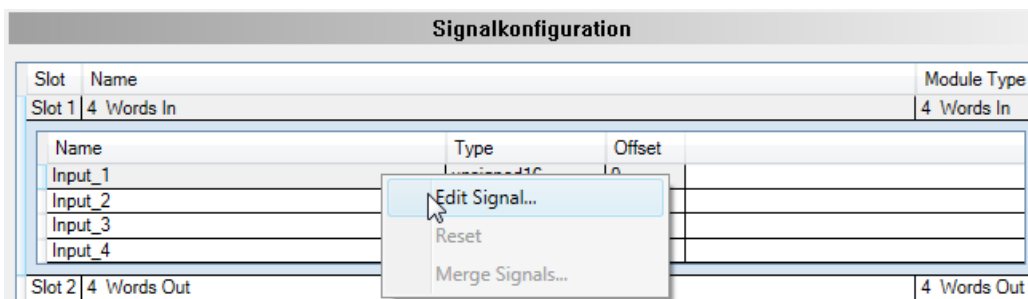 Signalkonfiguration
Slot Name Module Type
Slot 1 4 Words In 4 Words In
Name Type Offset
Input_1
Input_2
Input_3
Input_4
Edit Signal...
Reset
Merge Signals...
Slot 2 4 Words Out 4 Words Out